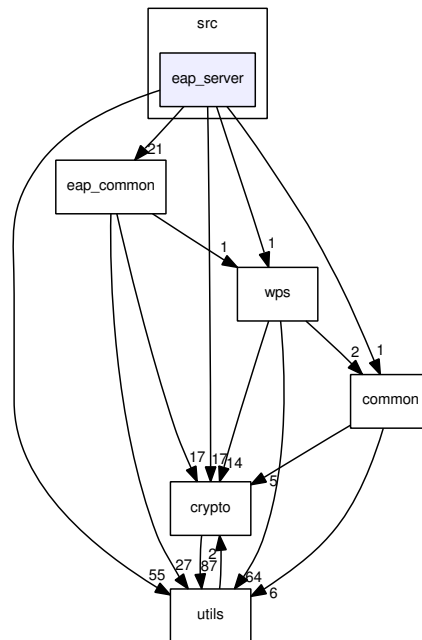 src
eap_server
21
eap_common
1
1
wps
2
1
common
17
17
14
5
crypto
2
55
27
87
64
6
utils